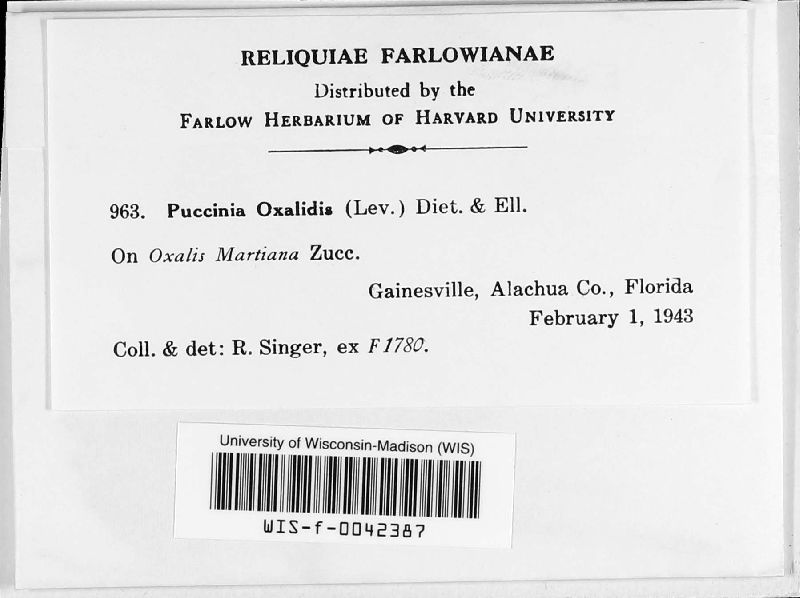 RELIQUIAE FARLOWIANAE
Distributed by the
FARLOW HERBARIUM OF HARVARD UNIVERSITY
963. Puccinia Oxalidis (Lev.) Diet. & Ell.
On Oxalis Martiana Zucc.
Gainesville, Alachua Co., Florida
February 1, 1943
Coll. & det: R. Singer, ex F1780.
University of Wisconsin-Madison (WIS)
WIS-f-0042387